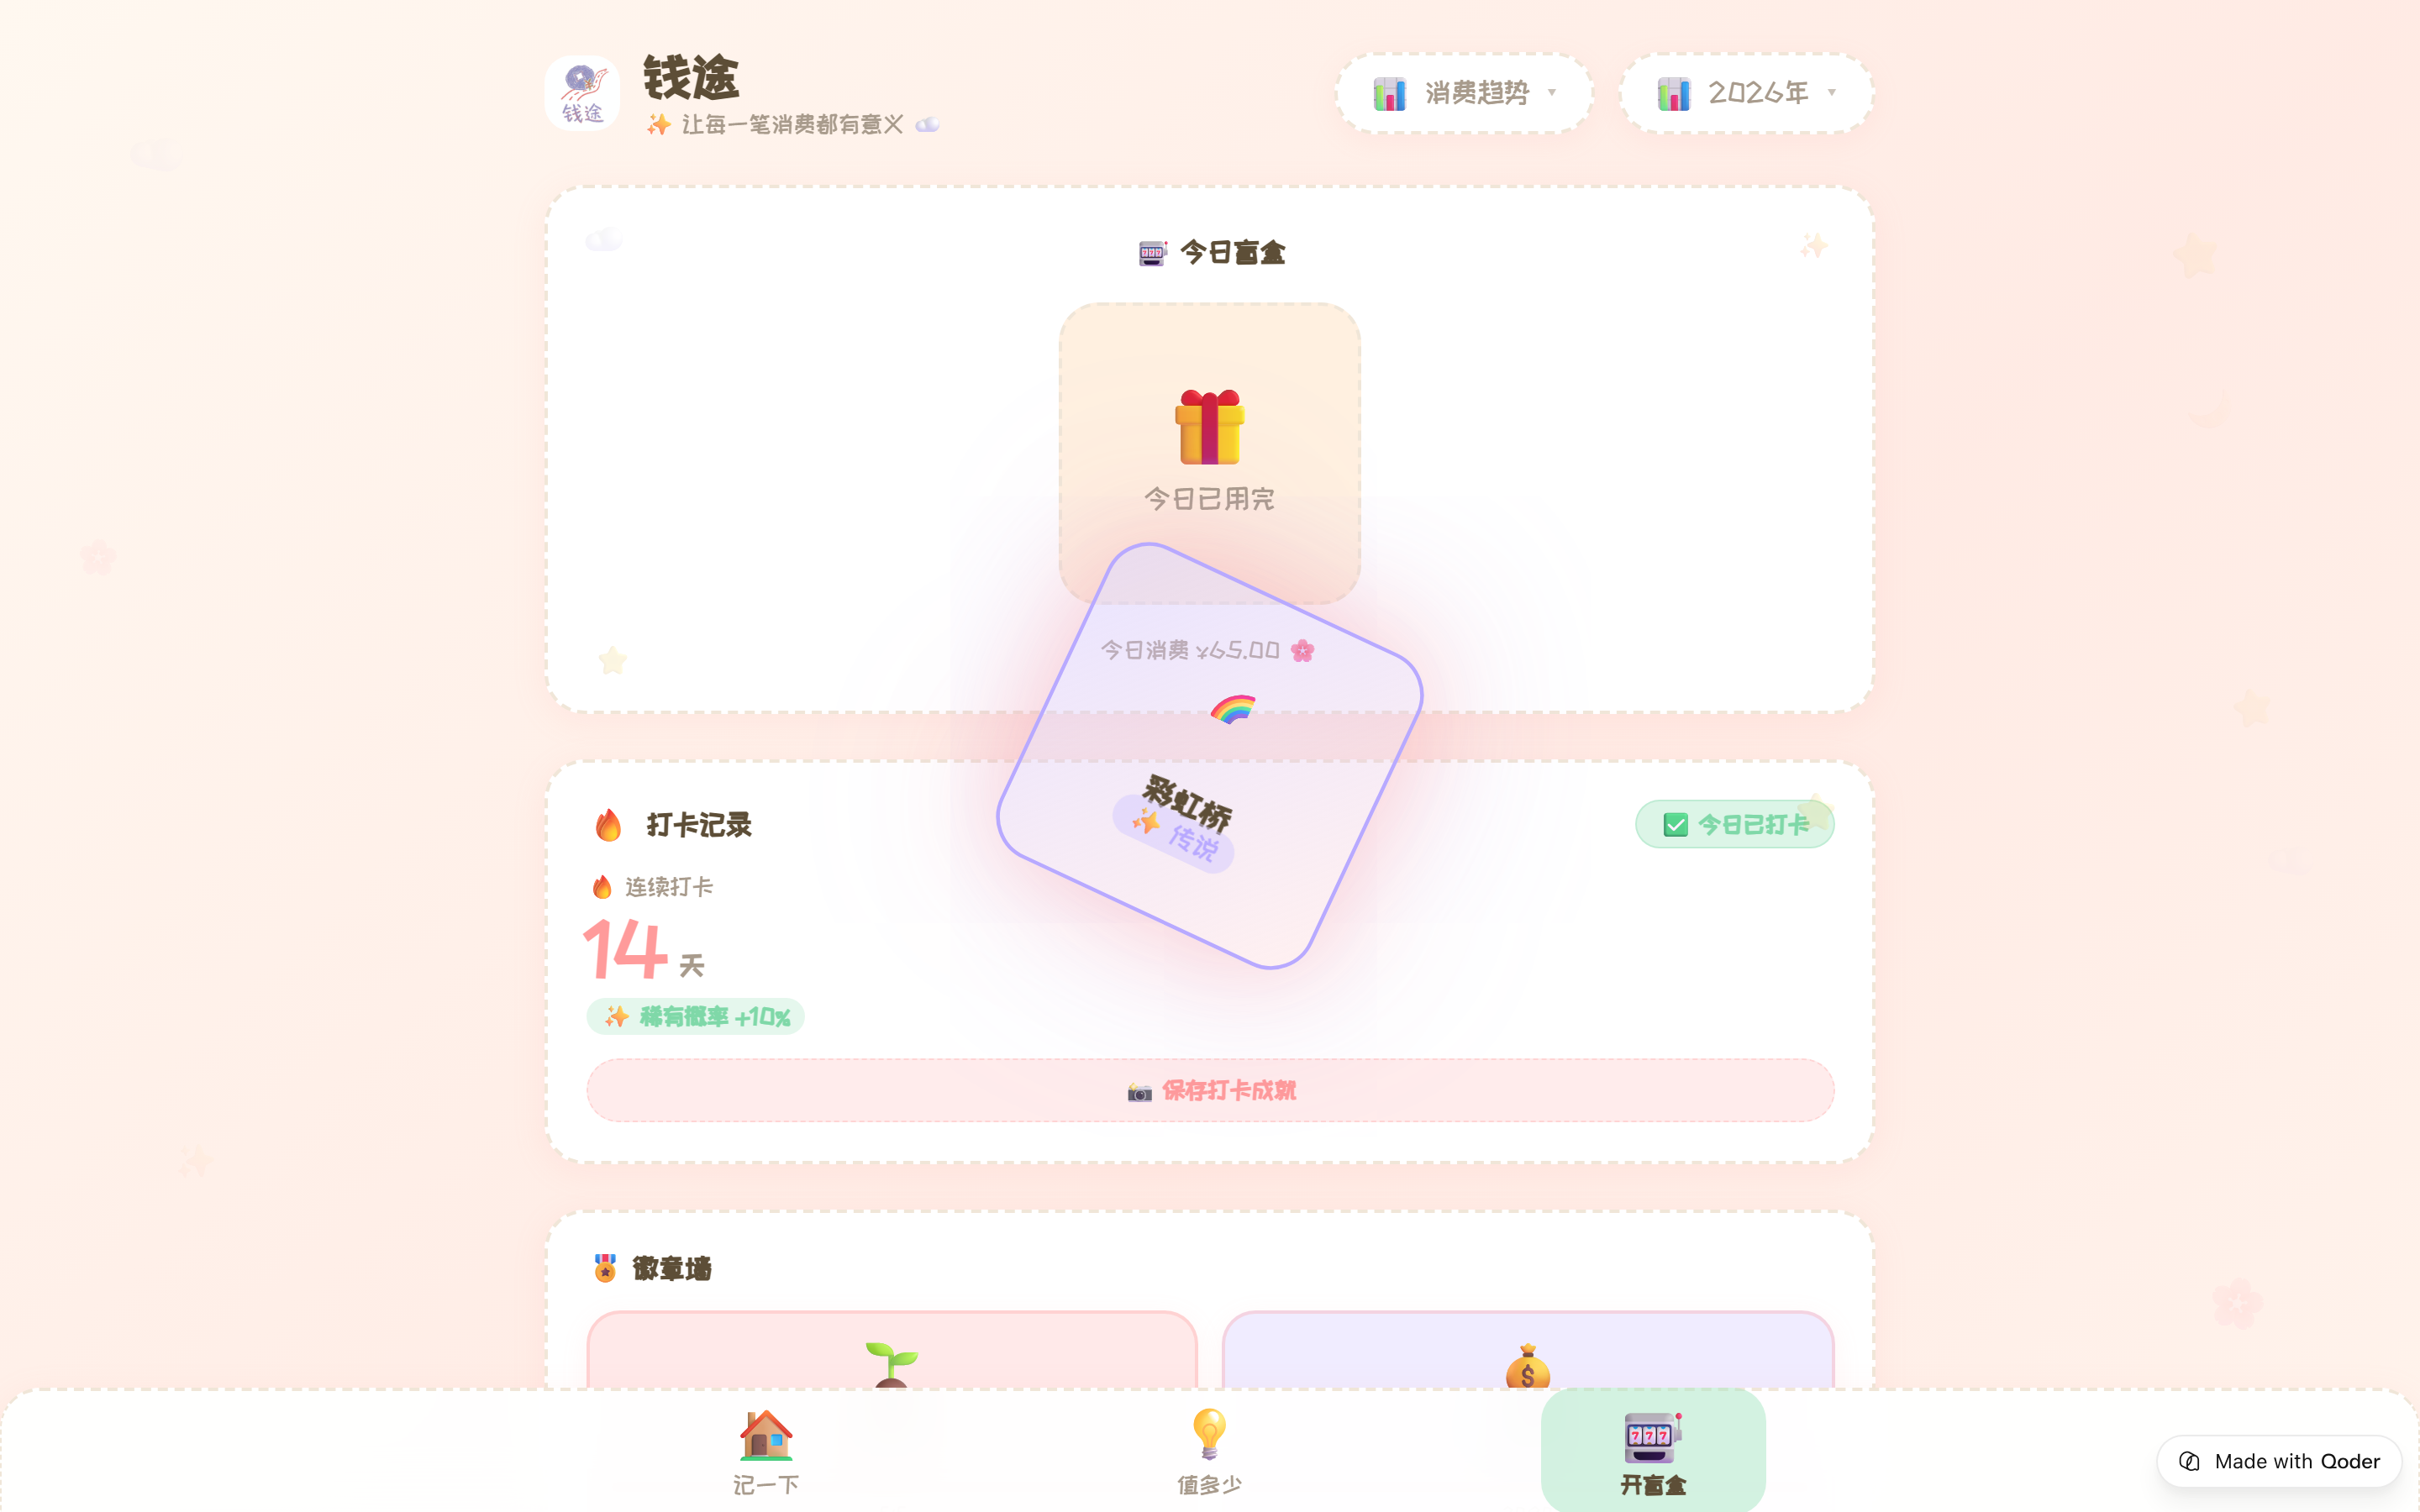 钱途
钱途
让每一笔消费都有意义
消费趋势
2026年
今日盲盒
今日已用完
今日消费 ¥65.00
彩虹桥
传说
打卡记录
今日已打卡
连续打卡
14 天
稀有概率 +10%
保存打卡成就
徽章墙
记一下
值多少
777
开盲盒
Made with Qoder